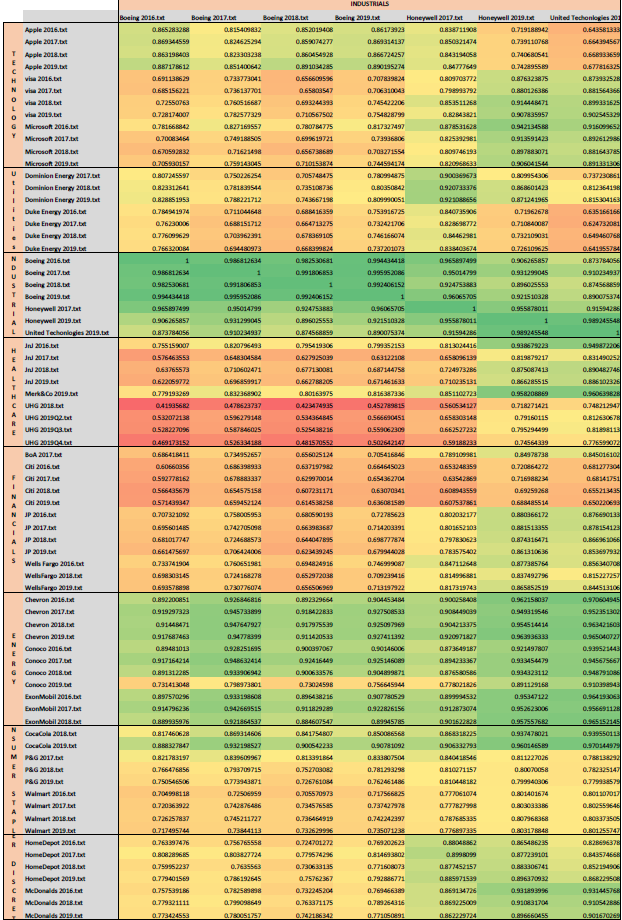 INDUSTRIALS
Boeing 2016.txt Boeing 2017.txt Boeing 2018.txt Boeing 2019.txt Honeywell 2017.txt Honeywell 2019.txt United Techonlogies 201
TECHNOLOGY
Apple 2016.txt 0.865283288 0.815409832 0.852019408 0.86173923 0.838711908 0.719188942 0.643581333
Apple 2017.txt 0.869344559 0.824625294 0.859074277 0.869314137 0.850321474 0.739110768 0.664394567
Apple 2018.txt 0.863198403 0.823303238 0.860584923 0.868422552 0.843194058 0.740680541 0.668933659
Apple 2019.txt 0.887178612 0.851400642 0.891034285 0.890195274 0.84777649 0.742895589 0.677816325
visa 2016.txt 0.691138629 0.733773041 0.656609596 0.707839824 0.809703772 0.876323875 0.873932528
visa 2017.txt 0.685156221 0.736137701 0.65803547 0.706310043 0.798993792 0.880126386 0.881564366
visa 2018.txt 0.72550763 0.760516687 0.693244393 0.745422206 0.853511268 0.914448471 0.899331625
visa 2019.txt 0.728174007 0.782577329 0.710567502 0.754828799 0.82843821 0.907835957 0.902545329
Microsoft 2016.txt 0.781668842 0.827169557 0.780784775 0.817327497 0.878531628 0.942134588 0.916099652
Microsoft 2017.txt 0.70083464 0.749188505 0.699619721 0.73936806 0.825392981 0.913591423 0.892612986
Microsoft 2018.txt 0.670592832 0.71621498 0.656738689 0.703271554 0.809746193 0.897883071 0.881643785
Microsoft 2019.txt 0.705930157 0.759143045 0.710153874 0.744594174 0.820968633 0.906041544 0.891331306
Utilities
Dominion Energy 2017.txt 0.807245597 0.750226254 0.705748475 0.780994875 0.900369673 0.809954306 0.737230861
Dominion Energy 2018.txt 0.823312641 0.781839544 0.735108736 0.80350842 0.920733376 0.868601423 0.812364198
Dominion Energy 2019.txt 0.828851953 0.788221712 0.743667198 0.809990051 0.921088656 0.871241965 0.815304163
Duke Energy 2016.txt 0.784941974 0.711044648 0.688416359 0.753916725 0.840735906 0.71962678 0.635166166
Duke Energy 2017.txt 0.76230006 0.688151712 0.664713275 0.732421706 0.828698772 0.710840087 0.624732081
Duke Energy 2018.txt 0.776099629 0.703962391 0.678369105 0.746166074 0.84462981 0.732109031 0.649460768
Duke Energy 2019.txt 0.766320084 0.694480973 0.668399824 0.737201073 0.838403674 0.726109625 0.641955784
NDUSTRIAL
Boeing 2016.txt 1 0.986812634 0.982530681 0.994434418 0.965897499 0.906265857 0.873784056
Boeing 2017.txt 0.986812634 1 0.991806853 0.995952086 0.95014799 0.931299045 0.910234937
Boeing 2018.txt 0.982530681 0.991806853 1 0.992406152 0.924753883 0.896025553 0.874568859
Boeing 2019.txt 0.994434418 0.995952086 0.992406152 1 0.96065705 0.921510328 0.890075374
Honeywell 2017.txt 0.965897499 0.95014799 0.924753883 0.96065705 1 0.955878011 0.91594286
Honeywell 2019.txt 0.906265857 0.931299045 0.896025553 0.921510328 0.955878011 1 0.989245548
United Techonlogies 2019.txt 0.873784056 0.910234937 0.874568859 0.890075374 0.91594286 0.989245548 1
HEALTHCARE
JnJ 2016.txt 0.755159007 0.820796493 0.795419306 0.799352153 0.813024416 0.938679223 0.949872206
JnJ 2017.txt 0.576463553 0.648304584 0.627925039 0.63122108 0.658096139 0.819879217 0.831490252
JnJ 2018.txt 0.63765573 0.710602471 0.677130081 0.687144758 0.724973286 0.875087413 0.890482746
JnJ 2019.txt 0.622059772 0.696859917 0.662788205 0.671461633 0.710235131 0.866285515 0.886102326
Merk&Co 2019.txt 0.779193269 0.832368902 0.80163975 0.816387336 0.851102723 0.958208869 0.960639828
UHG 2018.txt 0.41935682 0.478623737 0.423474935 0.452789815 0.560534127 0.718271421 0.748212947
UHG 2019Q2.txt 0.532072138 0.596279148 0.534364845 0.566690451 0.658303148 0.79160115 0.812630678
UHG 2019Q3.txt 0.528227096 0.587846025 0.525438216 0.559062309 0.662527232 0.795294499 0.81898113
UHG 2019Q4.txt 0.469173152 0.526334188 0.481570552 0.502642147 0.59188233 0.74564339 0.776599072
FINANCIALS
BoA 2017.txt 0.686418411 0.734952657 0.656025124 0.705416846 0.789109981 0.84978738 0.845016102
Citi 2016.txt 0.60660356 0.686398933 0.637197982 0.664645023 0.653248359 0.720864272 0.681277304
Citi 2017.txt 0.592778162 0.678883337 0.629970014 0.654362704 0.63542869 0.716988234 0.68141751
Citi 2018.txt 0.566435679 0.654575158 0.607231171 0.63070341 0.608943559 0.69259268 0.655213435
Citi 2019.txt 0.571439347 0.659452124 0.614538258 0.636081589 0.607537861 0.688485514 0.650220693
JP 2016.txt 0.707321092 0.758005953 0.680590193 0.72785623 0.802032177 0.880366172 0.876690133
JP 2017.txt 0.695601485 0.742705098 0.663983687 0.714203391 0.801652103 0.881513355 0.878154123
JP 2018.txt 0.681017747 0.724688573 0.644047895 0.698777874 0.797830623 0.874316471 0.866961066
JP 2019.txt 0.661475697 0.706424006 0.623439245 0.679944028 0.783575402 0.861310636 0.853697932
Wells Fargo 2016.txt 0.733741904 0.760651981 0.694824916 0.746999087 0.847112648 0.877385764 0.856340708
WellsFargo 2018.txt 0.698303145 0.724168278 0.652972038 0.709239416 0.814996881 0.837492796 0.815227257
WellsFargo 2019.txt 0.693578898 0.730776074 0.656506969 0.713197922 0.817319743 0.865852519 0.844513106
ENERGY
Chevron 2016.txt 0.892200851 0.926846816 0.892329664 0.904453484 0.900258408 0.962158037 0.970604945
Chevron 2017.txt 0.919297323 0.945733899 0.918422833 0.927508533 0.908449039 0.949319546 0.952351302
Chevron 2018.txt 0.91448471 0.947647927 0.917975539 0.925097969 0.904213375 0.954514414 0.963421603
Chevron 2019.txt 0.917687463 0.94778399 0.911420533 0.927411392 0.920971827 0.963936333 0.965040727
Conoco 2016.txt 0.89481013 0.928251695 0.900397067 0.90146006 0.873649187 0.921497807 0.939521443
Conoco 2017.txt 0.917164214 0.948632414 0.92416449 0.925146089 0.894233367 0.933454479 0.945675667
Conoco 2018.txt 0.891312285 0.933906942 0.900633576 0.904899871 0.876580586 0.934323112 0.948791086
Conoco 2019.txt 0.731413048 0.798973801 0.73024598 0.756645944 0.778021826 0.891129168 0.910398943
ExonMobil 2016.txt 0.897570296 0.933198608 0.896438216 0.907780529 0.899994532 0.95347122 0.964193063
ExonMobil 2017.txt 0.914796236 0.942669515 0.911829289 0.922826156 0.912873074 0.952623006 0.956691128
ExonMobil 2018.txt 0.889935976 0.921864537 0.884607547 0.89945785 0.901622828 0.957557682 0.965152145
NSUMER STAPL
CocaCola 2018.txt 0.817460628 0.869314606 0.841754807 0.850086568 0.868318225 0.937478021 0.939550113
CocaCola 2019.txt 0.888327847 0.932198527 0.900542233 0.90781092 0.906332793 0.960146589 0.970144979
P&G 2017.txt 0.821783197 0.839609962 0.813391864 0.833807504 0.840418546 0.811227026 0.788138292
P&G 2018.txt 0.766476856 0.793709715 0.752703082 0.781293298 0.810271157 0.80070058 0.782325147
P&G 2019.txt 0.750546506 0.773943871 0.726761084 0.762461486 0.810448182 0.79940306 0.779938579
Walmart 2016.txt 0.704998118 0.72506959 0.705570973 0.717566825 0.777061074 0.801401674 0.801107017
Walmart 2017.txt 0.720363922 0.742876486 0.734576585 0.737427978 0.777827998 0.803033386 0.802559646
Walmart 2018.txt 0.726257837 0.745211727 0.736464919 0.742242397 0.787685335 0.807968368 0.803373505
Walmart 2019.txt 0.717495744 0.73844113 0.732629996 0.735071238 0.776897335 0.803178848 0.801255747
ER DISCRET
HomeDepot 2016.txt 0.763397476 0.756765558 0.724701272 0.769202623 0.88048862 0.865486235 0.828696378
HomeDepot 2017.txt 0.808289685 0.803827724 0.779574296 0.814693802 0.8998099 0.877239101 0.843574668
HomeDepot 2018.txt 0.759952237 0.7635563 0.730633135 0.771608073 0.877452157 0.883306741 0.852194906
HomeDepot 2019.txt 0.779401569 0.786192645 0.75762367 0.792886771 0.885971539 0.896370932 0.868229508
McDonalds 2016.txt 0.757539186 0.782589808 0.732245204 0.769466389 0.869134726 0.931893996 0.931445768
McDonalds 2018.txt 0.779321111 0.799098649 0.763371175 0.789264316 0.869225009 0.910831704 0.910542886
McDonalds 2019.txt 0.773424553 0.780051757 0.742186342 0.771050891 0.862229724 0.896660455 0.901670269